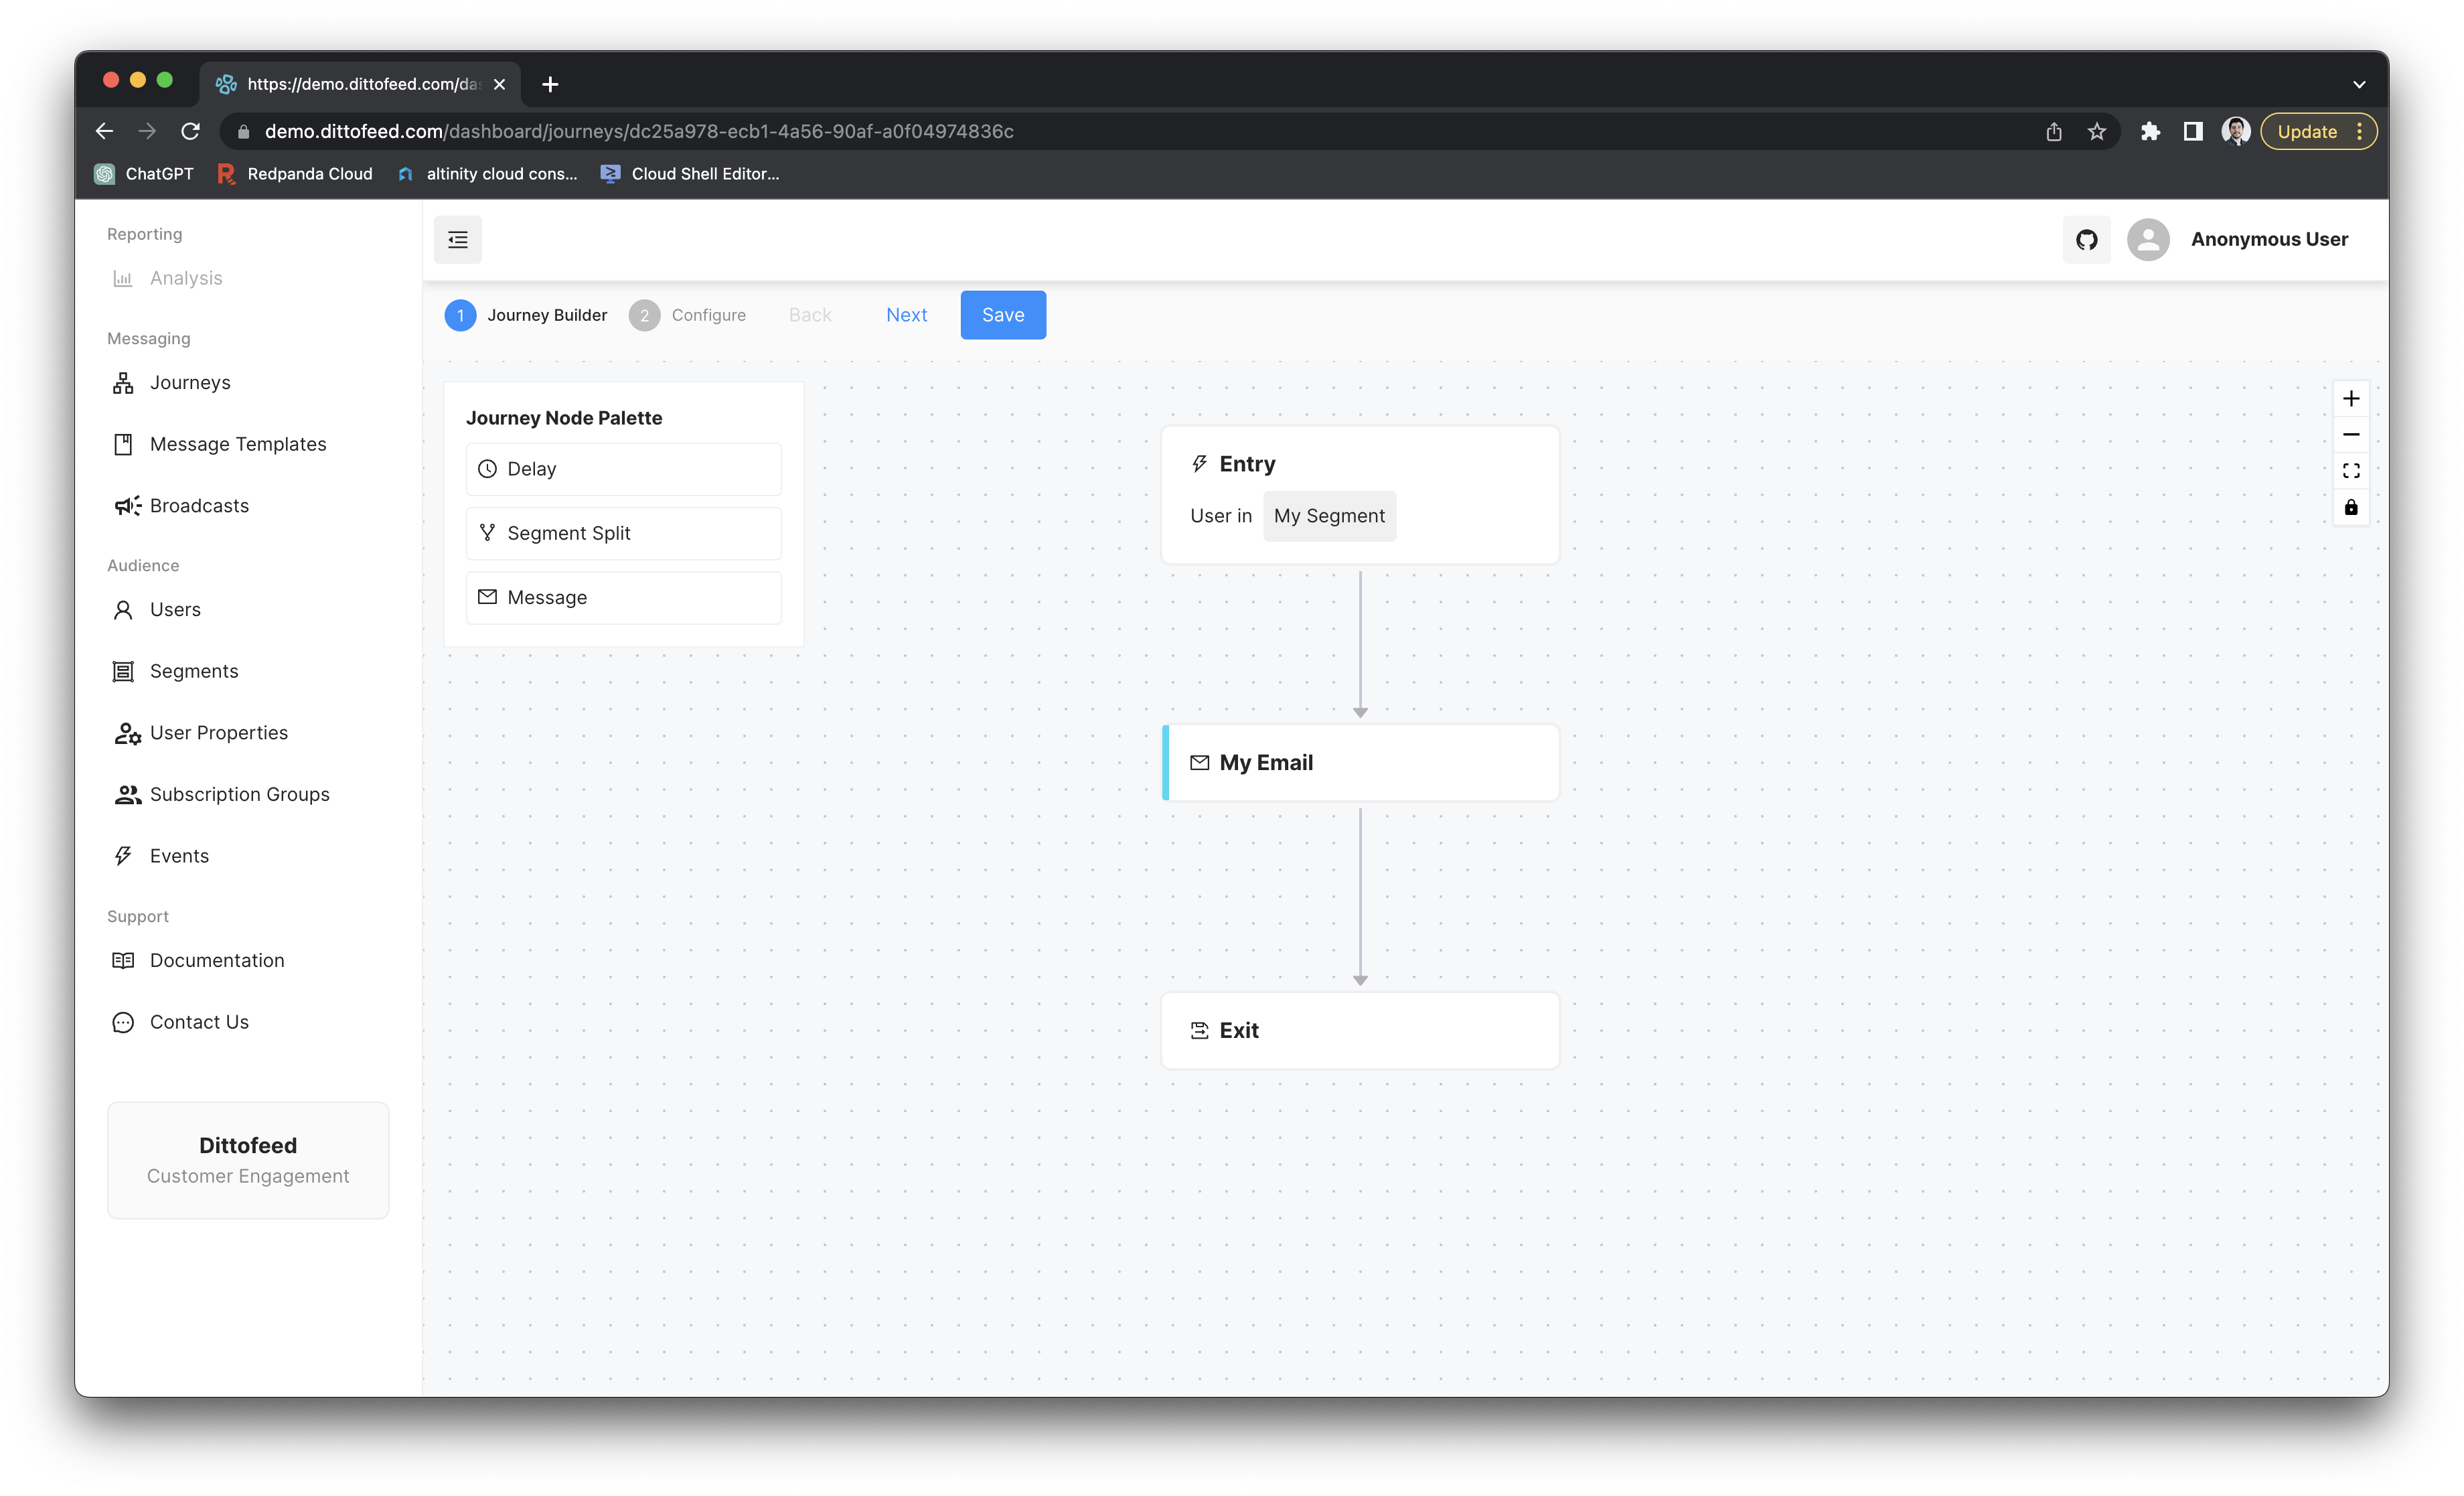 https://demo.dittofeed.com/da
demo.dittofeed.com/dashboard/journeys/dc25a978-ecb1-4a56-90af-a0f04974836c
Update
ChatGPT
Redpanda Cloud
altinity cloud cons...
Cloud Shell Editor...
Reporting
Analysis
Messaging
Journeys
Message Templates
Broadcasts
Audience
Users
Segments
User Properties
Subscription Groups
Events
Support
Documentation
Contact Us
Dittofeed
Customer Engagement
Anonymous User
1 Journey Builder 2 Configure Back Next Save
Journey Node Palette
Delay
Segment Split
Message
Entry
User in My Segment
My Email
Exit